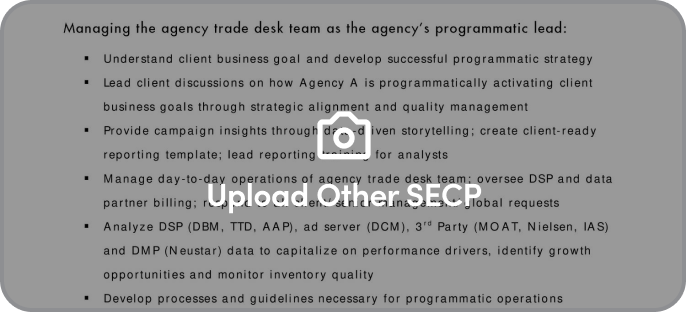 Managing the agency trade desk team as the agency's programmatic lead:
▪ Understand client business goal and develop successful programmatic strategy
▪ Lead client discussions on how Agency A is programmatically activating client
business goals through strategic alignment and quality management
▪ Provide campaign insights through data-driven storytelling; create client-ready
reporting template; lead reporting training for analysts
▪ Manage day-to-day operations of agency trade desk team; oversee DSP and data
Upload Other SECP
partner billing; global requests
▪ Analyze DSP (DBM, TTD, AAP), ad server (DCM), 3rd Party (MOAT, Nielsen, IAS)
and DMP (Neustar) data to capitalize on performance drivers, identify growth
opportunities and monitor inventory quality
▪ Develop processes and guidelines necessary for programmatic operations